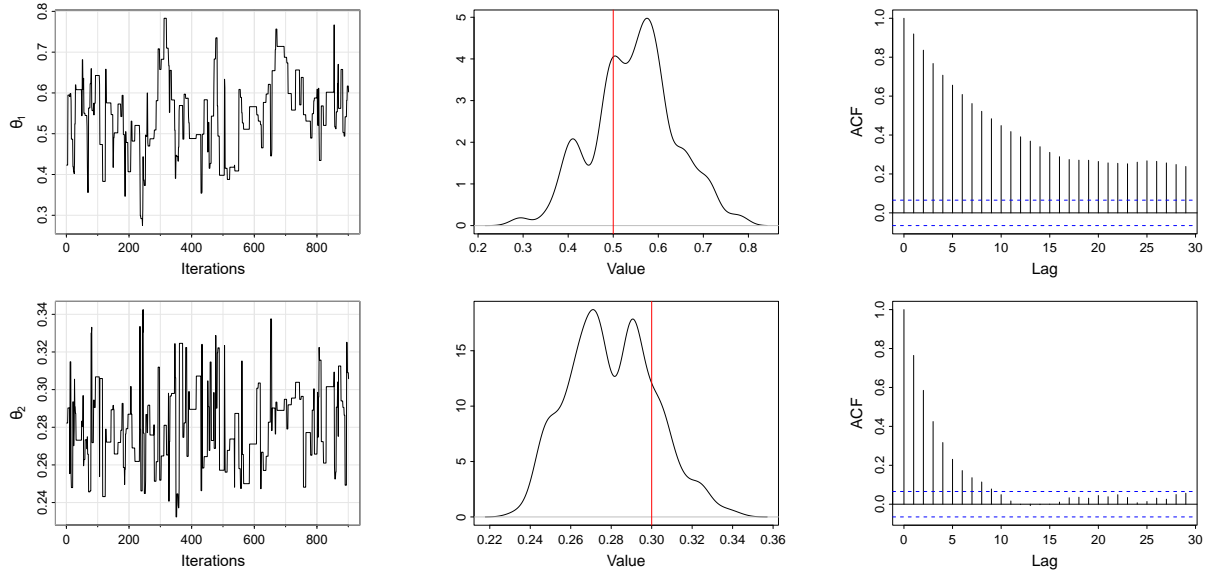 θ1
0.3 0.4 0.5 0.6 0.7 0.8
0 200 400 600 800
Iterations
0 1 2 3 4 5
0.2 0.3 0.4 0.5 0.6 0.7 0.8
Value
ACF
0.0 0.2 0.4 0.6 0.8 1.0
0 5 10 15 20 25 30
Lag
θ2
0.24 0.26 0.28 0.30 0.32 0.34
0 200 400 600 800
Iterations
0 5 10 15
0.22 0.24 0.26 0.28 0.30 0.32 0.34 0.36
Value
ACF
0.0 0.2 0.4 0.6 0.8 1.0
0 5 10 15 20 25 30
Lag